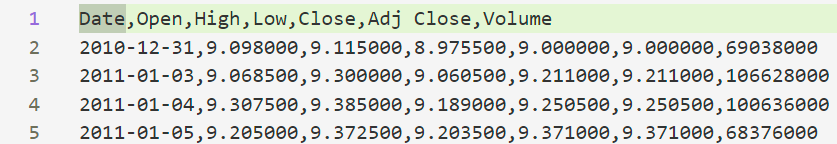 1 Date,Open,High,Low,Close,Adj Close,Volume
2 2010-12-31,9.098000,9.115000,8.975500,9.000000,9.000000,69038000
3 2011-01-03,9.068500,9.300000,9.060500,9.211000,9.211000,106628000
4 2011-01-04,9.307500,9.385000,9.189000,9.250500,9.250500,100636000
5 2011-01-05,9.205000,9.372500,9.203500,9.371000,9.371000,68376000